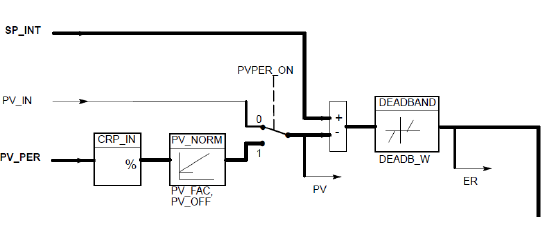 SP_INT
PVPER_ON
PV_IN
0
+
-
DEADBAND
CRP_IN
PV_NORM
1
PV_PER
%
DEADB_W
PV_FAC,
PV_OFF
PV
ER